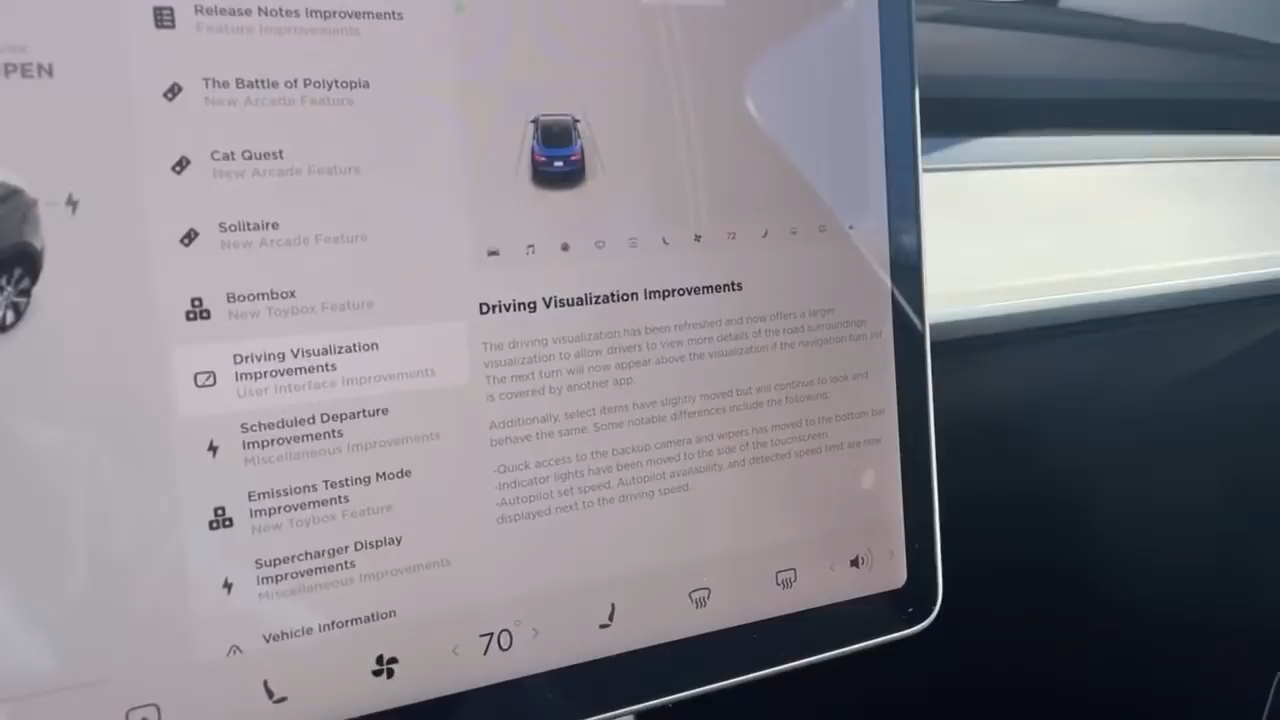 PEN
Release Notes Improvements
Feature Improvements
The Battle of Polytopia
New Arcade Feature
Cat Quest
New Arcade Feature
Solitaire
New Arcade Feature
Boombox
New Toybox Feature
Driving Visualization
Improvements
User Interface Improvements
Scheduled Departure
Improvements
Miscellaneous Improvements
Emissions Testing Mode
Improvements
New Toybox Feature
Supercharger Display
Improvements
Miscellaneous Improvements
Vehicle Information
72
Driving Visualization Improvements
The driving visualization has been refreshed and now offers a larger
visualization to allow drivers to view more details of the road surroundings.
The next turn will now appear above the visualization if the navigation turn list
is covered by another app.
Additionally, select items have slightly moved but will continue to look and
behave the same. Some notable differences include the following:
-Quick access to the backup camera and wipers has moved to the bottom bar
-Indicator lights have been moved to the side of the touchscreen
-Autopilot set speed, Autopilot availability, and detected speed limit are now
displayed next to the driving speed.
70°